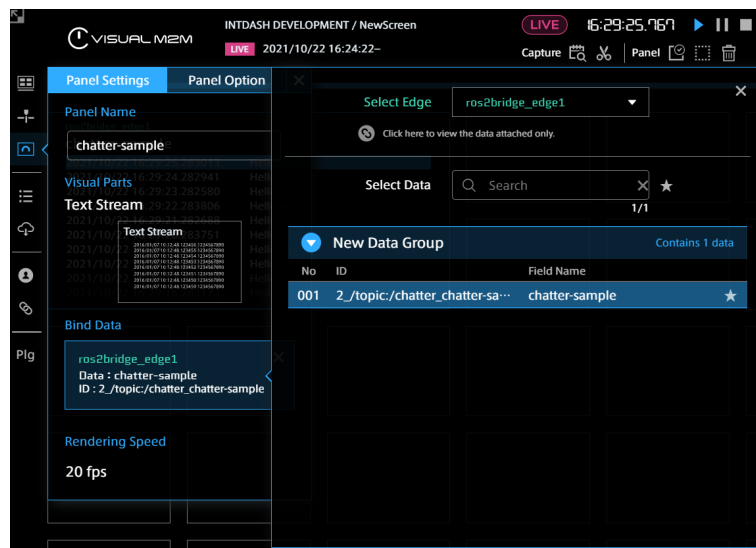 VISUAL M2M
INTDASH DEVELOPMENT / NewScreen
LIVE 2021/10/22 16:24:22–
LIVE 16:29:25.767
Capture
Panel
Panel Settings
Panel Option
Panel Name
chatter-sample
Visual Parts
Text Stream
Text Stream
Bind Data
ros2bridge_edge1
Data : chatter-sample
ID : 2_/topic:/chatter_chatter-sample
Rendering Speed
20 fps
Plg
Select Edge
ros2bridge_edge1
Click here to view the data attached only.
Select Data
Search
1/1
New Data Group
Contains 1 data
No ID Field Name
001 2_/topic:/chatter_chatter-sa··· chatter-sample